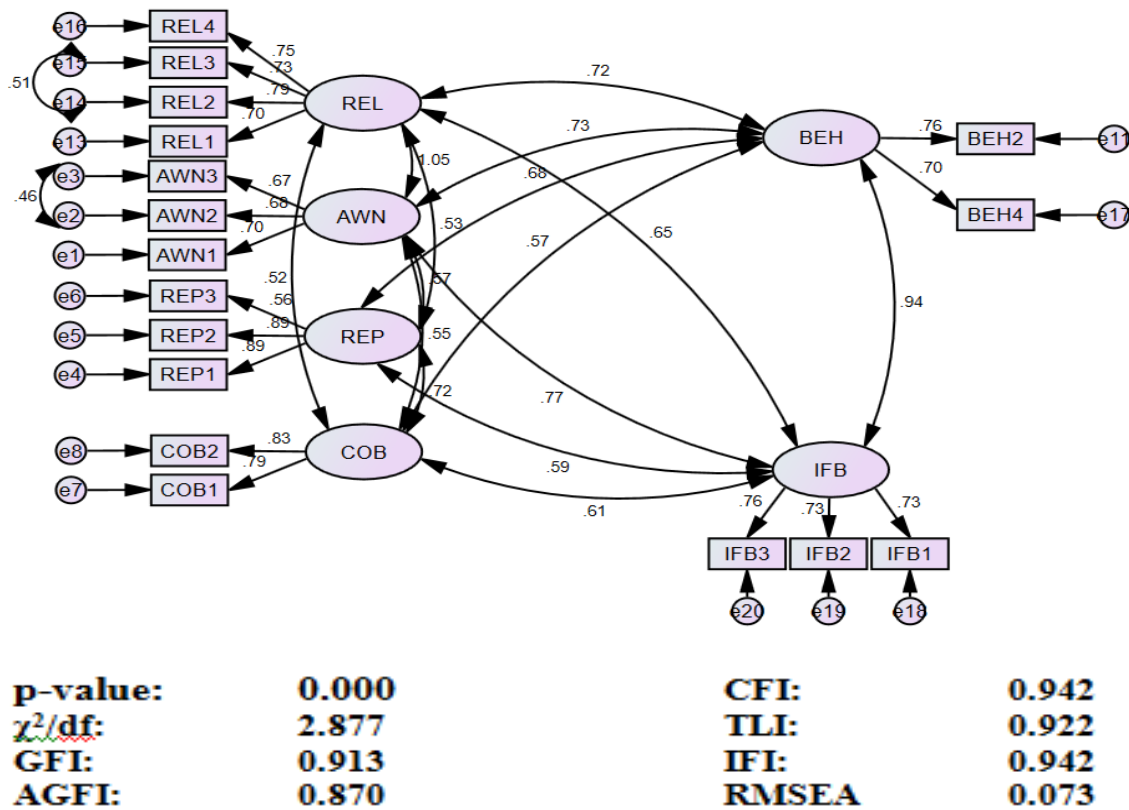 e16 REL4
.75
e15 REL3
.73
.51
.72
e14 REL2
.79
REL
e13 REL1
.70
BEH
.76
BEH2 e11
.73
1.05
e3 AWN3
.67
.68
.70
.46
e2 AWN2
.68
AWN
BEH4 e17
e1 AWN1
.70
.53
.57
.65
e6 REP3
.52
.56
.57
.94
e5 REP2
.89
REP
.55
e4 REP1
.89
.72
.77
e8 COB2
.83
COB
.59
IFB
e7 COB1
.79
.61
.76
.73
.73
IFB3 IFB2 IFB1
e20 e19 e18
p-value: 0.000 CFI: 0.942
χ²/df: 2.877 TLI: 0.922
GFI: 0.913 IFI: 0.942
AGFI: 0.870 RMSEA 0.073